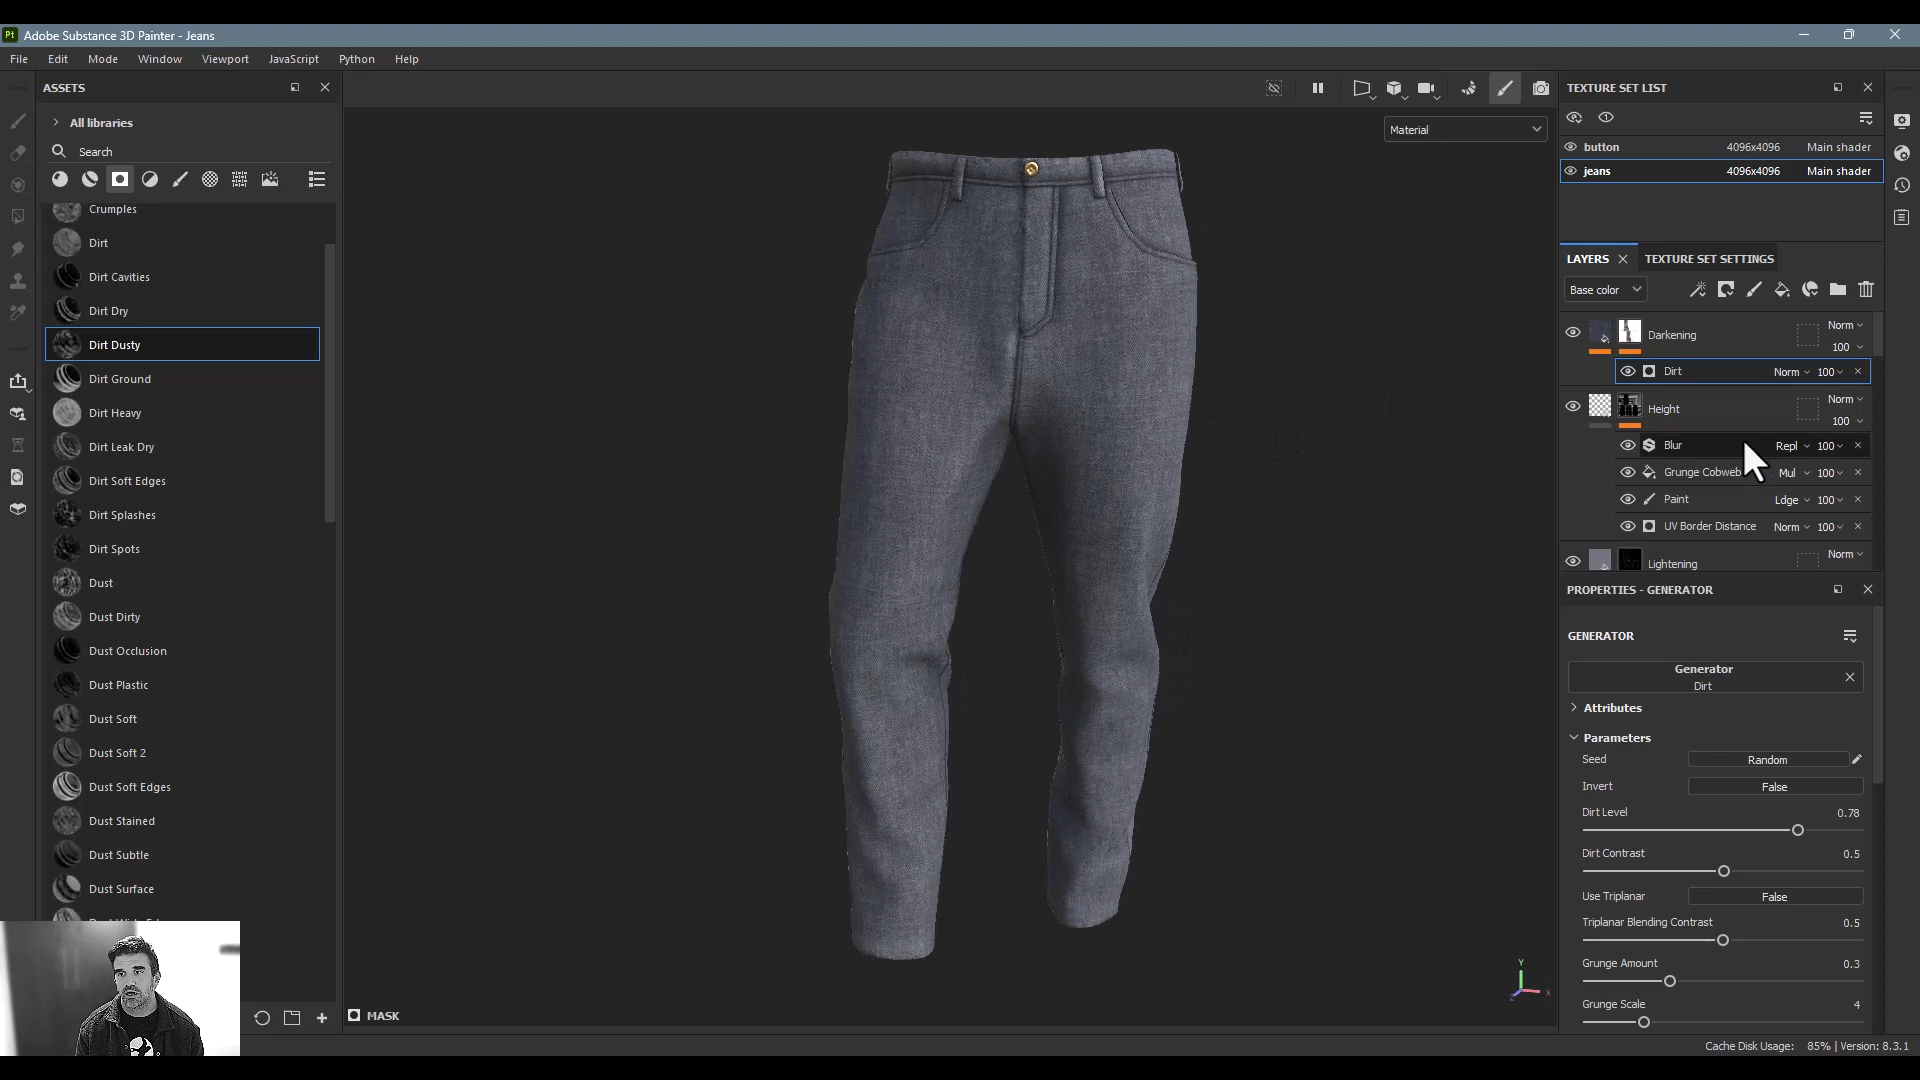 Pt Adobe Substance 3D Painter - Jeans
File Edit Mode Window Viewport JavaScript Python Help
ASSETS
All libraries
Search
Crumples
Dirt
Dirt Cavities
Dirt Dry
Dirt Dusty
Dirt Ground
Dirt Heavy
Dirt Leak Dry
Dirt Soft Edges
Dirt Splashes
Dirt Spots
Dust
Dust Dirty
Dust Occlusion
Dust Plastic
Dust Soft
Dust Soft 2
Dust Soft Edges
Dust Stained
Dust Subtle
Dust Surface
Material
Y
X
Z
MASK
TEXTURE SET LIST
button 4096x4096 Main shader
jeans 4096x4096 Main shader
LAYERS TEXTURE SET SETTINGS
Base color
Darkening Norm 100
Dirt Norm 100
Height Norm 100
Blur Repl 100
Grunge Cobweb Mul 100
Paint Ldge 100
UV Border Distance Norm 100
Lightening Norm
PROPERTIES - GENERATOR
GENERATOR
Generator
Dirt
Attributes
Parameters
Seed Random
Invert False
Dirt Level 0.78
Dirt Contrast 0.5
Use Triplanar False
Triplanar Blending Contrast 0.5
Grunge Amount 0.3
Grunge Scale 4
Cache Disk Usage: 85% | Version: 8.3.1